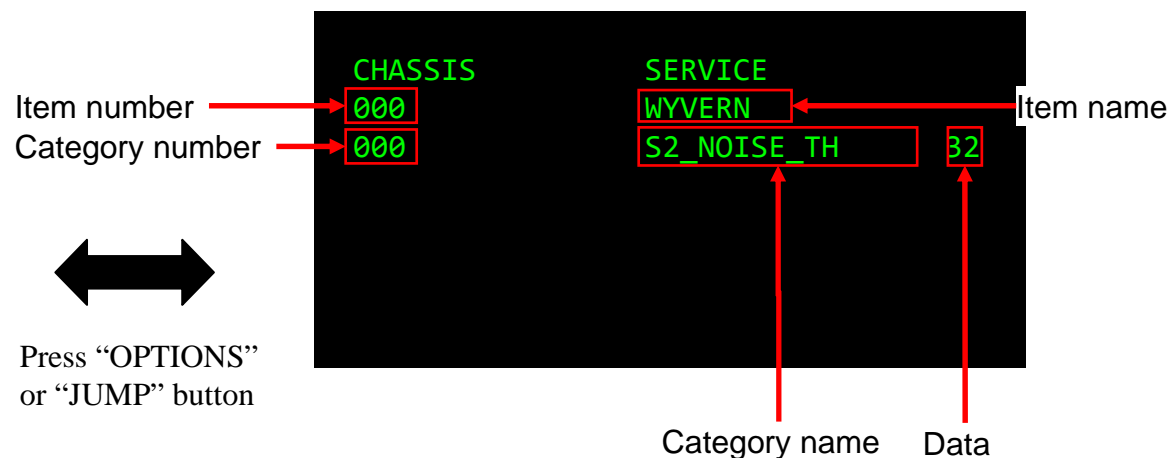 CHASSIS SERVICE
Item number 000 WYVERN Item name
Category number 000 S2_NOISE_TH 32
Press “OPTIONS”
or “JUMP” button
Category name Data